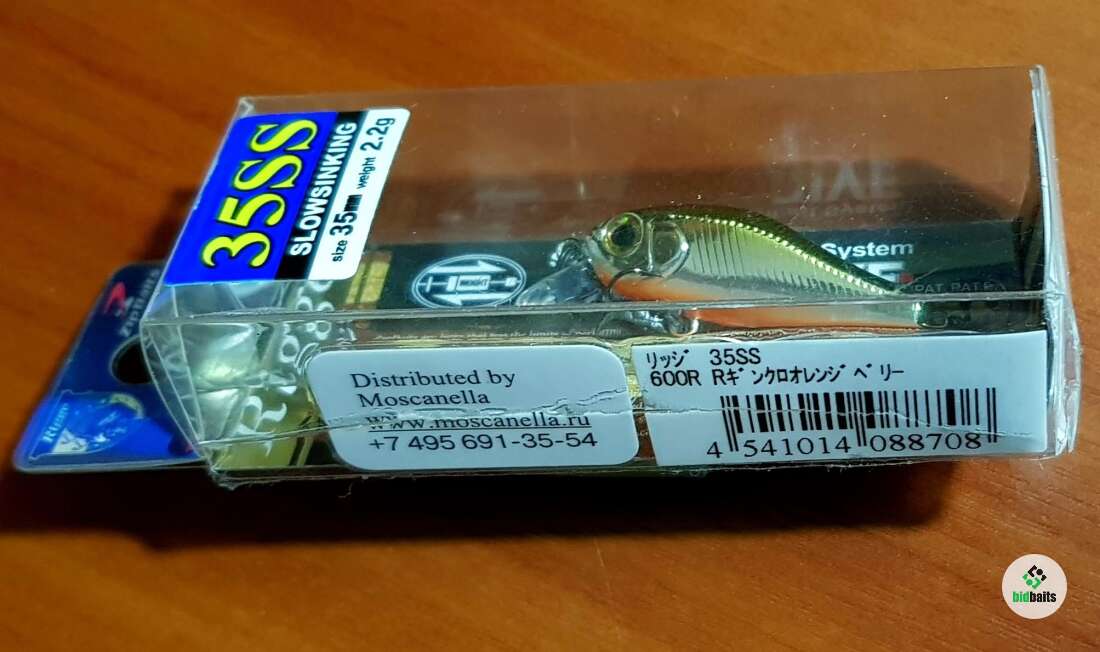 35SS
SLOWSINKING
size 35mm weight 2.2g
System
PAT PAT.P
Distributed by
Moscanella
www.moscanella.ru
+7 495 691-35-54
ﾘｯｼﾞ 35SS
600R Rｷﾞﾝｸﾛｵﾚﾝｼﾞﾍﾞﾘｰ
4 541014 088708
bidbaits